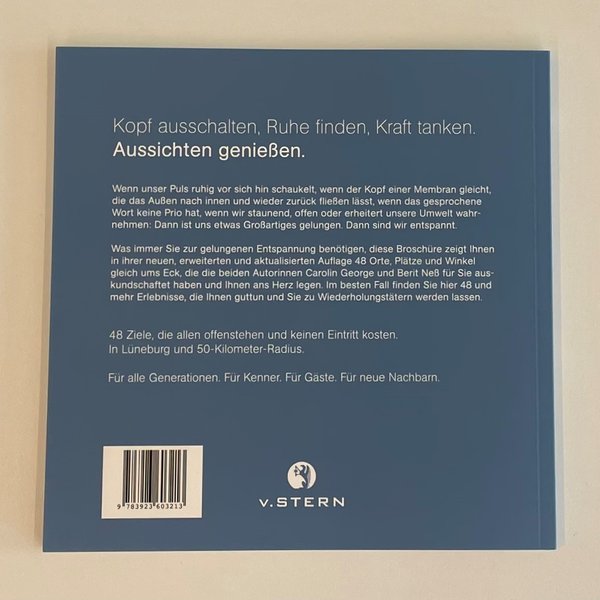 Kopf ausschalten, Ruhe finden, Kraft tanken.
Aussichten genießen.
Wenn unser Puls ruhig vor sich hin schaukelt, wenn der Kopf einer Membran gleicht,
die das Außen nach innen und wieder zurück fließen lässt, wenn das gesprochene
Wort keine Prio hat, wenn wir staunend, offen oder erheitert unsere Umwelt wahr-
nehmen: Dann ist uns etwas Großartiges gelungen. Dann sind wir entspannt.
Was immer Sie zur gelungenen Entspannung benötigen, diese Broschüre zeigt Ihnen
in ihrer neuen, erweiterten und aktualisierten Auflage 48 Orte, Plätze und Winkel
gleich ums Eck, die die beiden Autorinnen Carolin George und Berit Neß für Sie aus-
kundschaftet haben und Ihnen ans Herz legen. Im besten Fall finden Sie hier 48 und
mehr Erlebnisse, die Ihnen guttun und Sie zu Wiederholungstätern werden lassen.
48 Ziele, die allen offenstehen und keinen Eintritt kosten.
In Lüneburg und 50-Kilometer-Radius.
Für alle Generationen. Für Kenner. Für Gäste. Für neue Nachbarn.
9 783923 603213
v.STERN